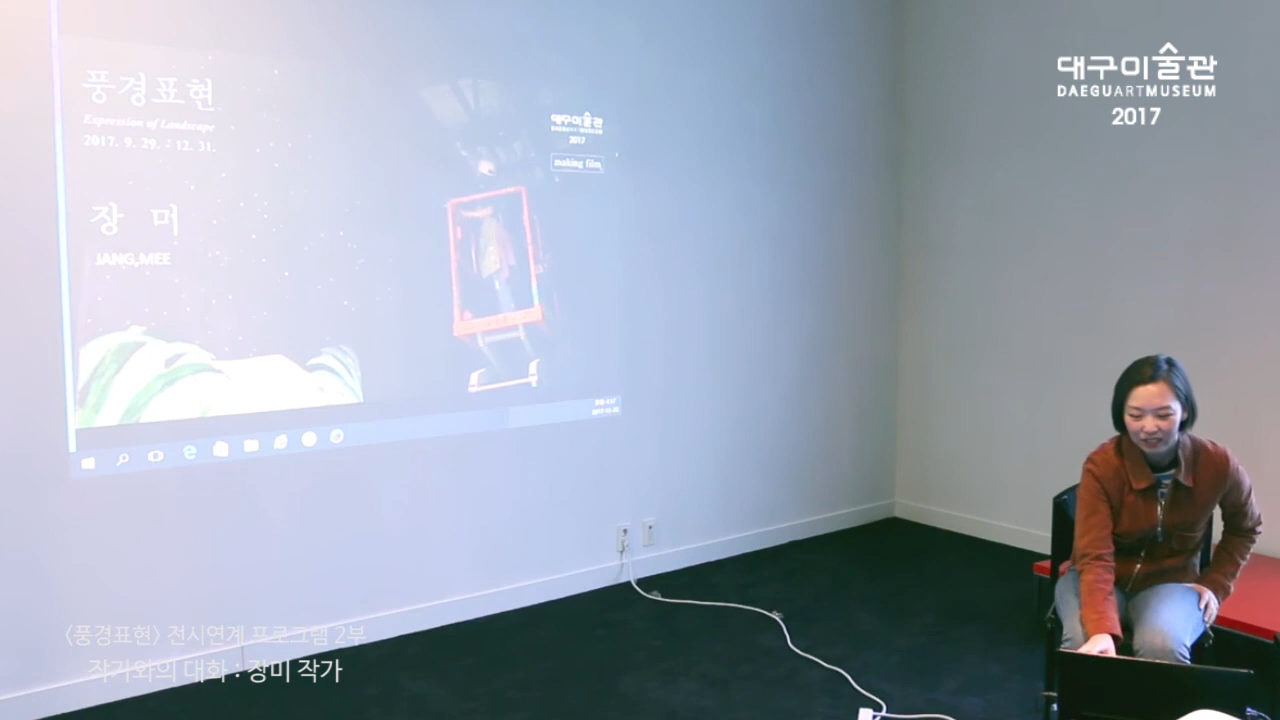 풍경표현
Expression of Landscape
2017. 9. 29. - 12. 31.
장 미
JANG,MEE
대구미술관
DAEGUARTMUSEUM
2017
making film
대구미술관
DAEGUARTMUSEUM
2017
〈풍경표현〉 전시연계 프로그램 2부
작가와의 대화 : 장미 작가